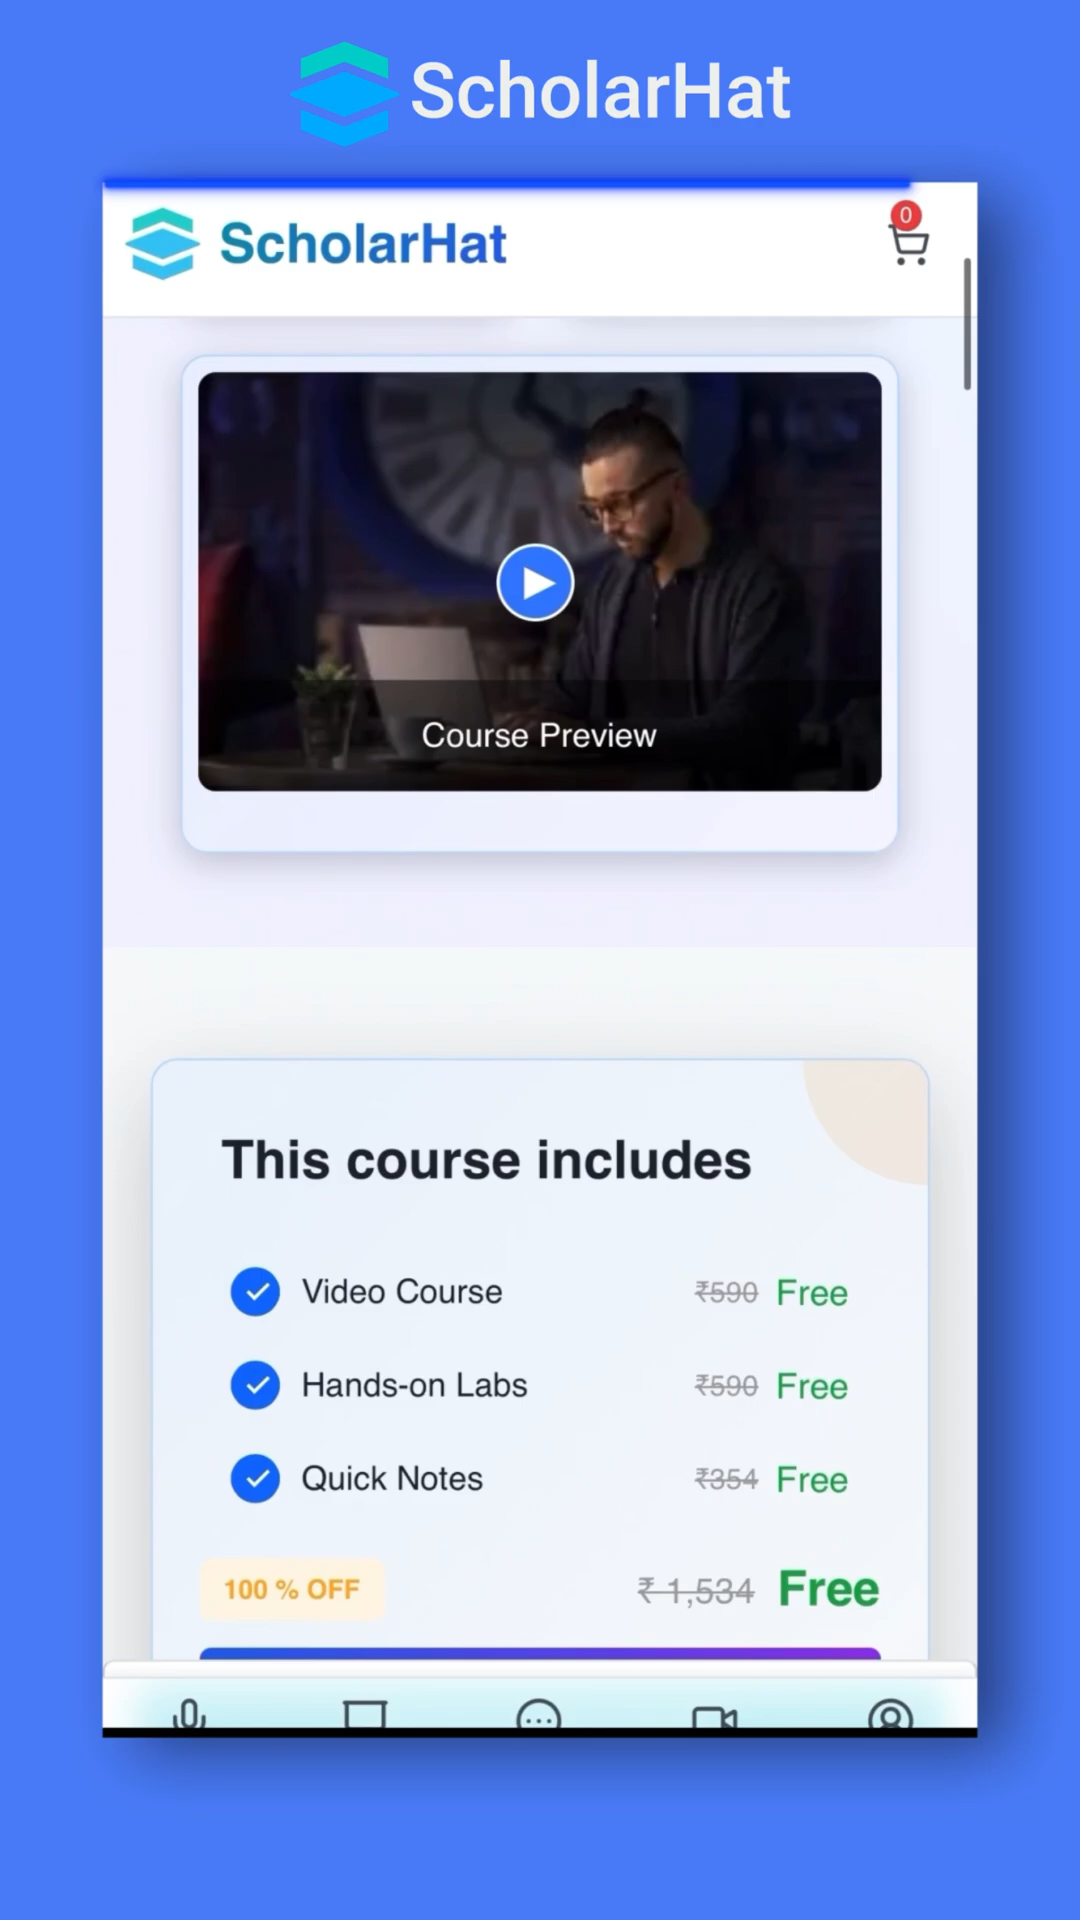 ScholarHat
ScholarHat
0
Course Preview
This course includes
Video Course ₹590 Free
Hands-on Labs ₹590 Free
Quick Notes ₹354 Free
100 % OFF ₹ 1,534 Free